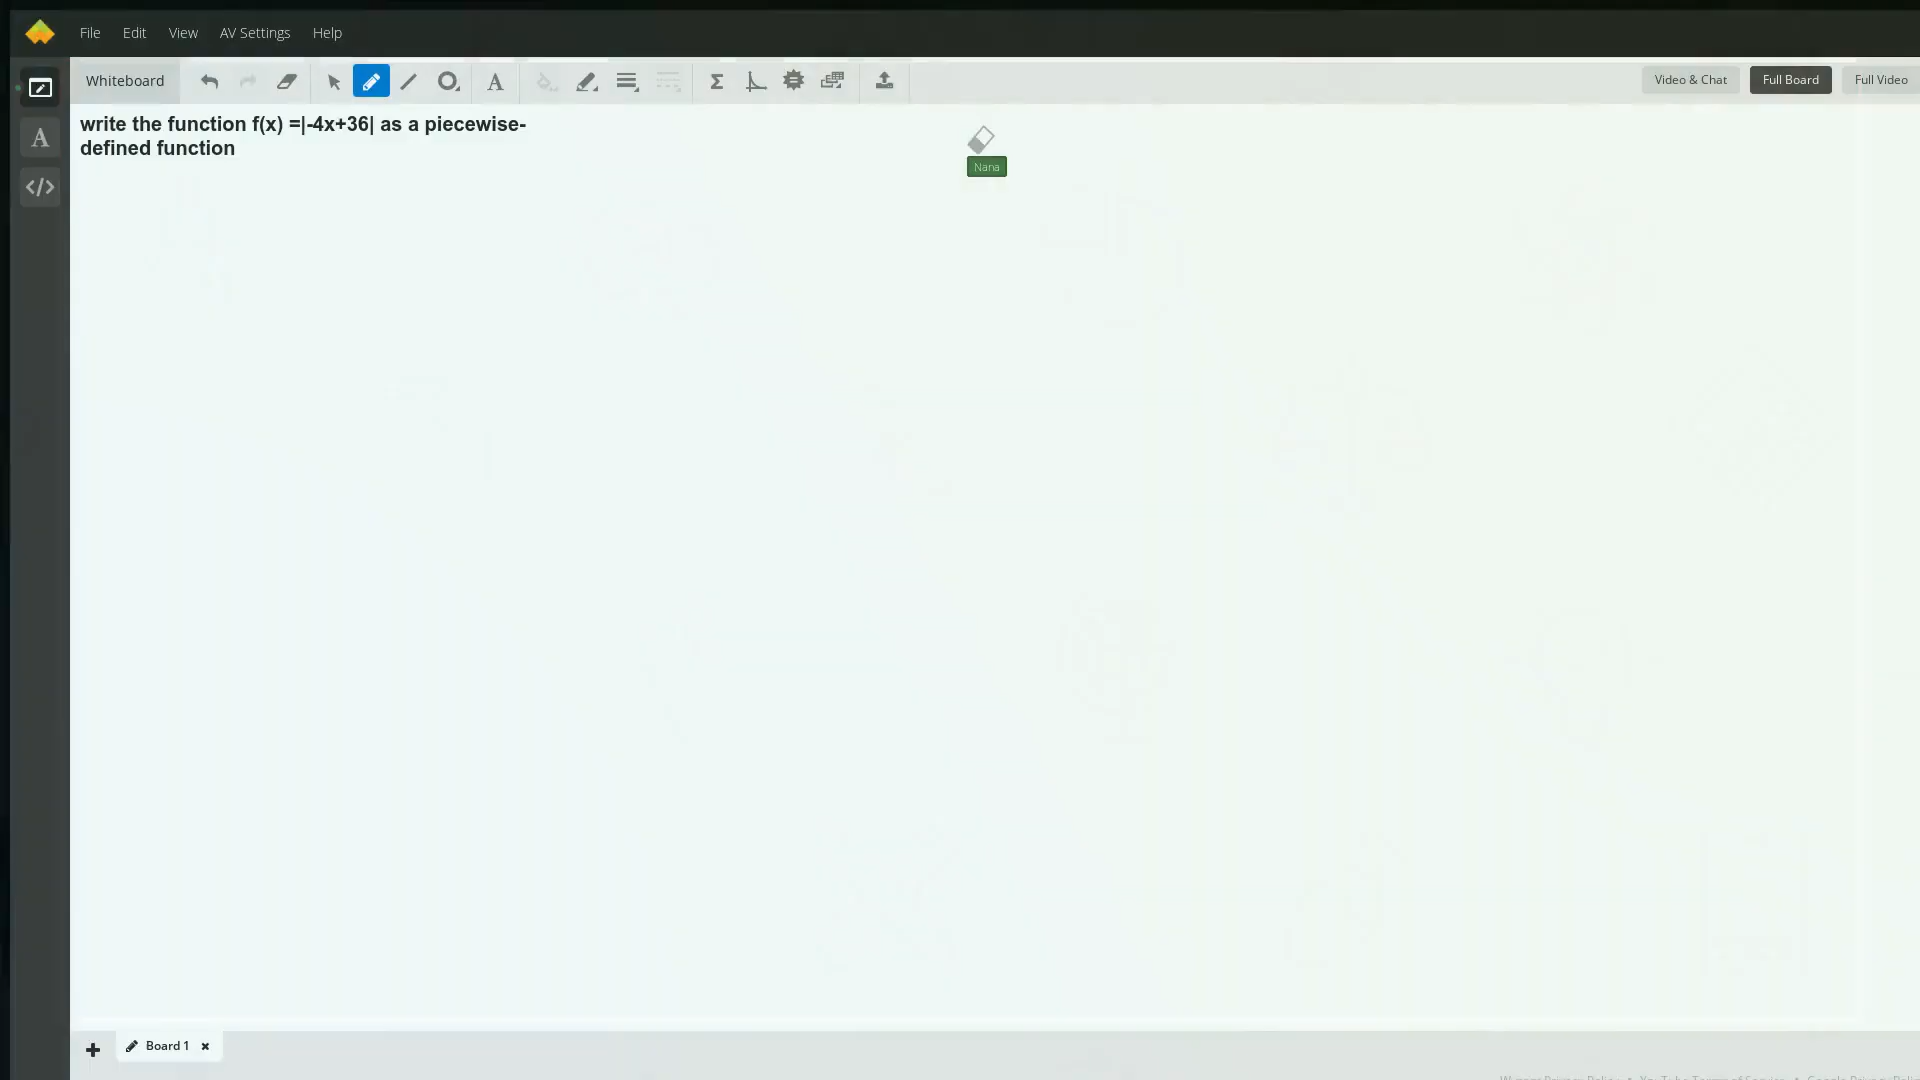 File Edit View AV Settings Help
Whiteboard A Σ Video & Chat Full Board Full Video
A
</>
write the function f(x) =|-4x+36| as a piecewise-
defined function
Nana
+ Board 1 ×